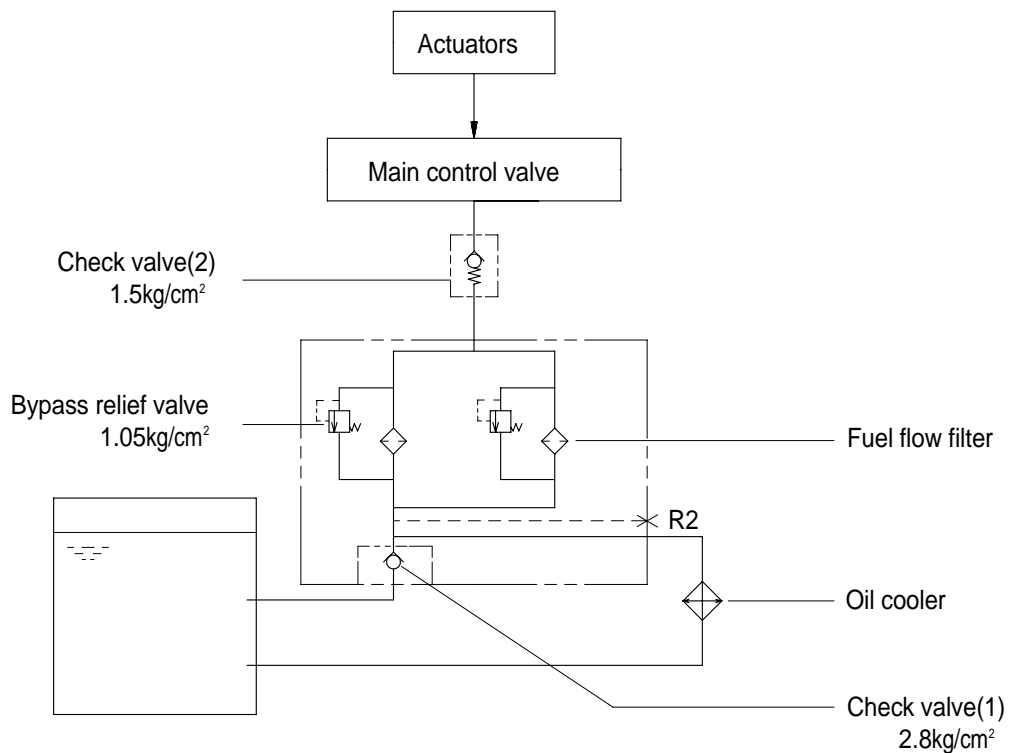 Actuators
Main control valve
Check valve(2)
1.5kg/cm²
Bypass relief valve
1.05kg/cm²
Fuel flow filter
R2
Oil cooler
Check valve(1)
2.8kg/cm²